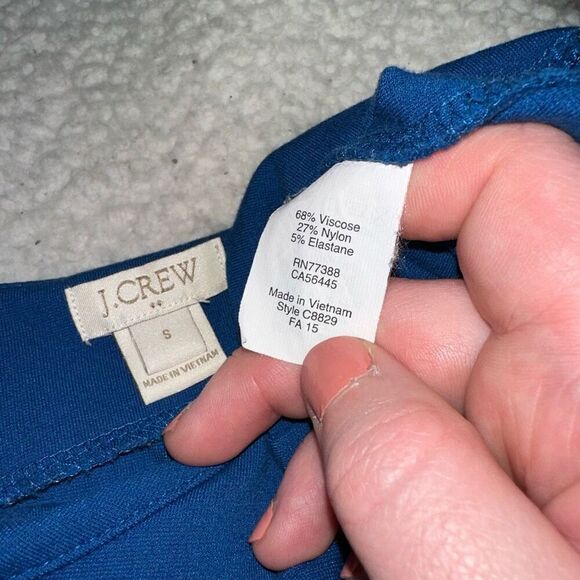 J.CREW
S
MADE IN VIETNAM
68% Viscose
27% Nylon
5% Elastane
RN77388
CA56445
Made in Vietnam
Style C8829
FA 15